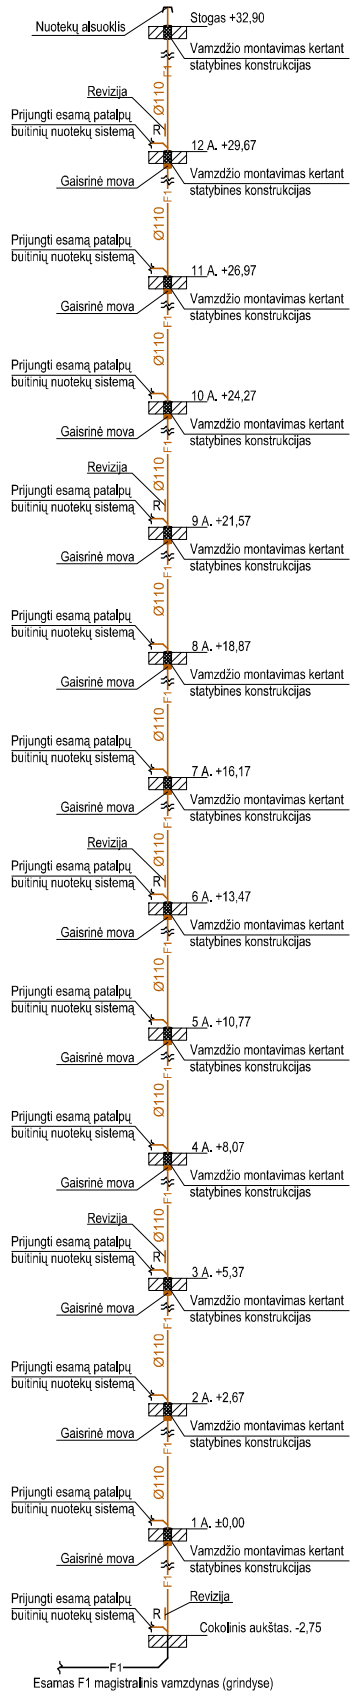 Stogas +32,90
Nuotekų alsuoklis
Vamzdžio montavimas kertant
statybines konstrukcijas
F1
Revizija
Ø110
R
Prijungti esamą patalpų
buitinių nuotekų sistemą
12 A. +29,67
Gaisrinė mova
Vamzdžio montavimas kertant
statybines konstrukcijas
F1
Ø110
Prijungti esamą patalpų
buitinių nuotekų sistemą
11 A. +26,97
Gaisrinė mova
Vamzdžio montavimas kertant
statybines konstrukcijas
F1
Ø110
Prijungti esamą patalpų
buitinių nuotekų sistemą
10 A. +24,27
Gaisrinė mova
Vamzdžio montavimas kertant
statybines konstrukcijas
F1
Revizija
Ø110
R
Prijungti esamą patalpų
buitinių nuotekų sistemą
9 A. +21,57
Gaisrinė mova
Vamzdžio montavimas kertant
statybines konstrukcijas
F1
Ø110
Prijungti esamą patalpų
buitinių nuotekų sistemą
8 A. +18,87
Gaisrinė mova
Vamzdžio montavimas kertant
statybines konstrukcijas
F1
Ø110
Prijungti esamą patalpų
buitinių nuotekų sistemą
7 A. +16,17
Gaisrinė mova
Vamzdžio montavimas kertant
statybines konstrukcijas
F1
Revizija
Ø110
R
Prijungti esamą patalpų
buitinių nuotekų sistemą
6 A. +13,47
Gaisrinė mova
Vamzdžio montavimas kertant
statybines konstrukcijas
F1
Ø110
Prijungti esamą patalpų
buitinių nuotekų sistemą
5 A. +10,77
Gaisrinė mova
Vamzdžio montavimas kertant
statybines konstrukcijas
F1
Ø110
Prijungti esamą patalpų
buitinių nuotekų sistemą
4 A. +8,07
Gaisrinė mova
Vamzdžio montavimas kertant
statybines konstrukcijas
F1
Revizija
Ø110
R
Prijungti esamą patalpų
buitinių nuotekų sistemą
3 A. +5,37
Gaisrinė mova
Vamzdžio montavimas kertant
statybines konstrukcijas
F1
Ø110
Prijungti esamą patalpų
buitinių nuotekų sistemą
2 A. +2,67
Gaisrinė mova
Vamzdžio montavimas kertant
statybines konstrukcijas
F1
Ø110
Prijungti esamą patalpų
buitinių nuotekų sistemą
1 A. ±0,00
Gaisrinė mova
Vamzdžio montavimas kertant
statybines konstrukcijas
F1
Revizija
R
Prijungti esamą patalpų
buitinių nuotekų sistemą
Cokolinis aukštas. -2,75
F1
Esamas F1 magistralinis vamzdynas (grindyse)